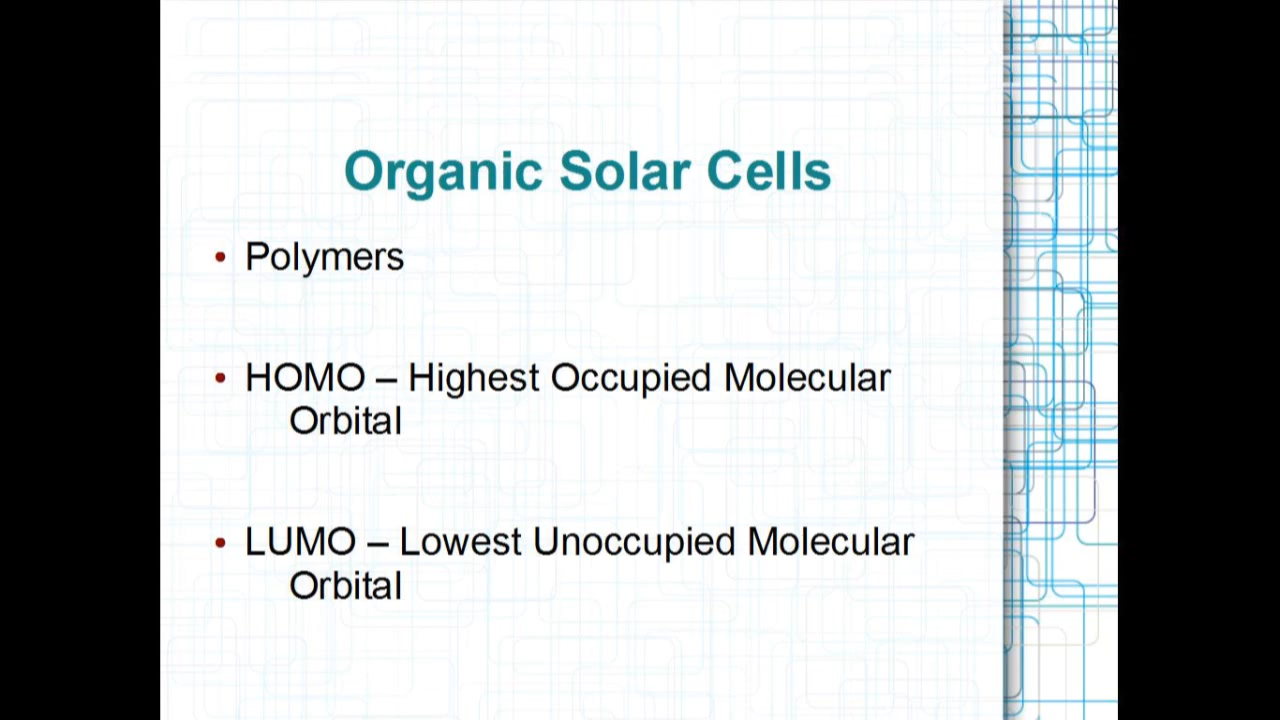 Organic Solar Cells
• Polymers
• HOMO – Highest Occupied Molecular
Orbital
• LUMO – Lowest Unoccupied Molecular
Orbital